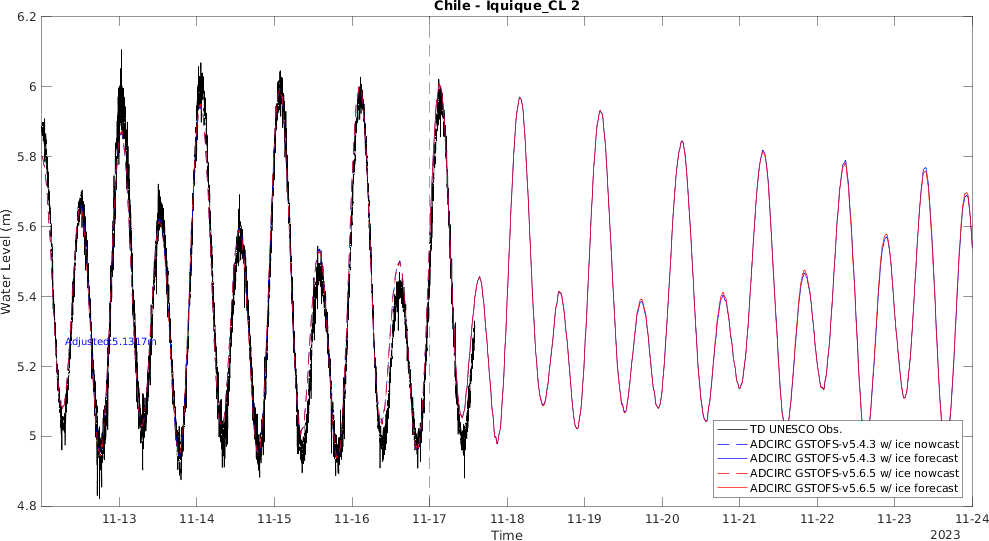 Chile - Iquique_CL 2
6.2
6
5.8
5.6
5.4
5.2
5
4.8
Water Level (m)
Adjusted:5.1317m
TD UNESCO Obs.
ADCIRC GSTOFS-v5.4.3 w/ ice nowcast
ADCIRC GSTOFS-v5.4.3 w/ ice forecast
ADCIRC GSTOFS-v5.6.5 w/ ice nowcast
ADCIRC GSTOFS-v5.6.5 w/ ice forecast
11-13 11-14 11-15 11-16 11-17 11-18 11-19 11-20 11-21 11-22 11-23 11-24
Time
2023